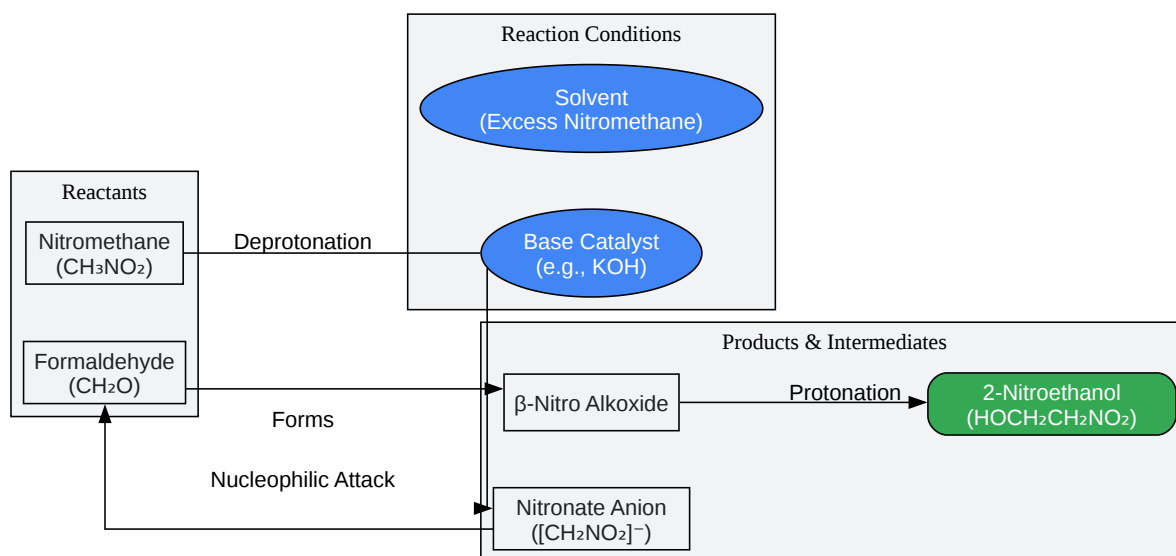 Reaction Conditions
Solvent
(Excess Nitromethane)
Reactants
Nitromethane
(CH₃NO₂)
Deprotonation
Base Catalyst
(e.g., KOH)
Products & Intermediates
Formaldehyde
(CH₂O)
Forms
β-Nitro Alkoxide
Protonation
2-Nitroethanol
(HOCH₂CH₂NO₂)
Nucleophilic Attack
Nitronate Anion
([CH₂NO₂]⁻)